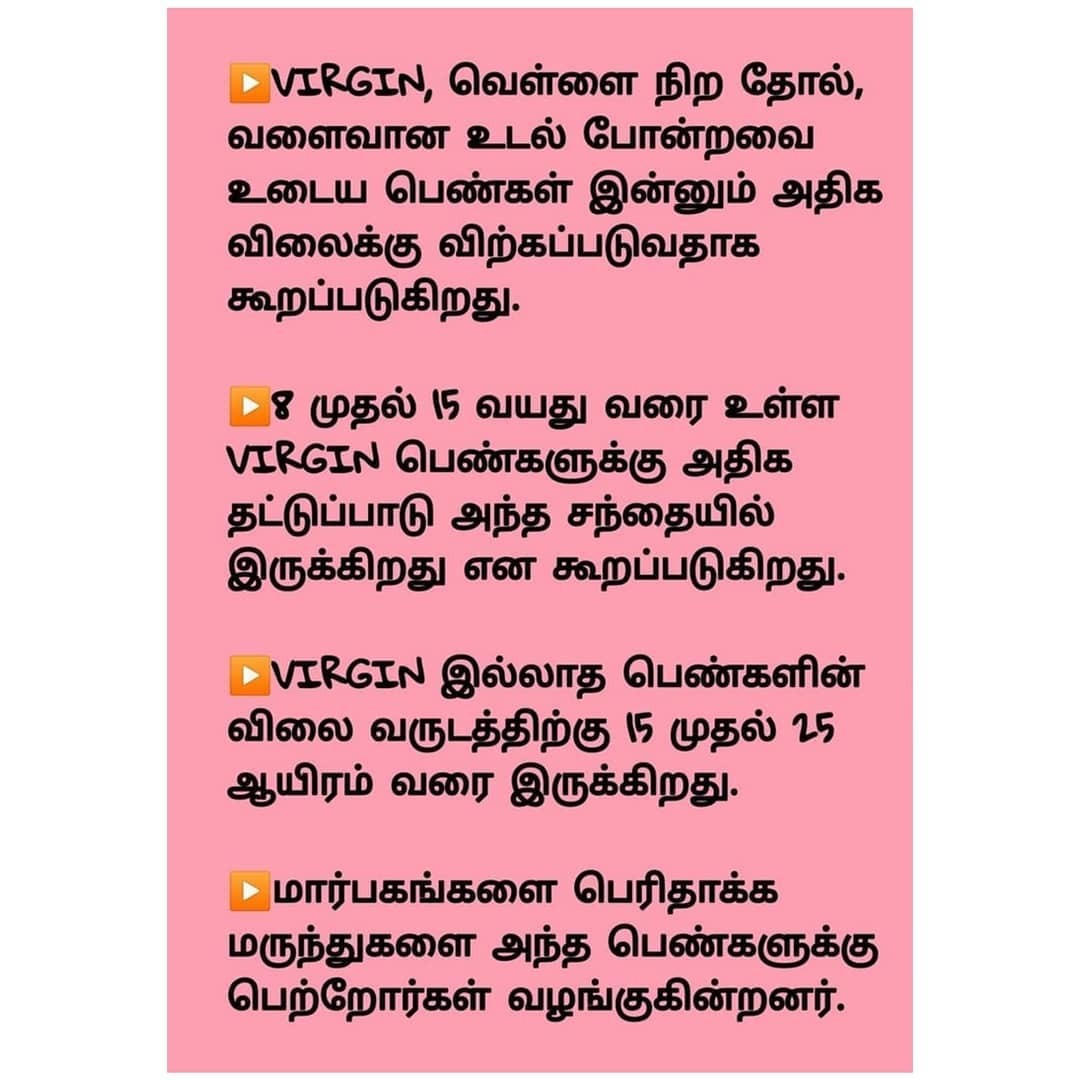 ▶️VIRGIN, வெள்ளை நிற தோல்,
வளைவான உடல் போன்றவை
உடைய பெண்கள் இன்னும் அதிக
விலைக்கு விற்கப்படுவதாக
கூறப்படுகிறது.
▶️8 முதல் 15 வயது வரை உள்ள
VIRGIN பெண்களுக்கு அதிக
தட்டுப்பாடு அந்த சந்தையில்
இருக்கிறது என கூறப்படுகிறது.
▶️VIRGIN இல்லாத பெண்களின்
விலை வருடத்திற்கு 15 முதல் 25
ஆயிரம் வரை இருக்கிறது.
▶️மார்பகங்களை பெரிதாக்க
மருந்துகளை அந்த பெண்களுக்கு
பெற்றோர்கள் வழங்குகின்றனர்.